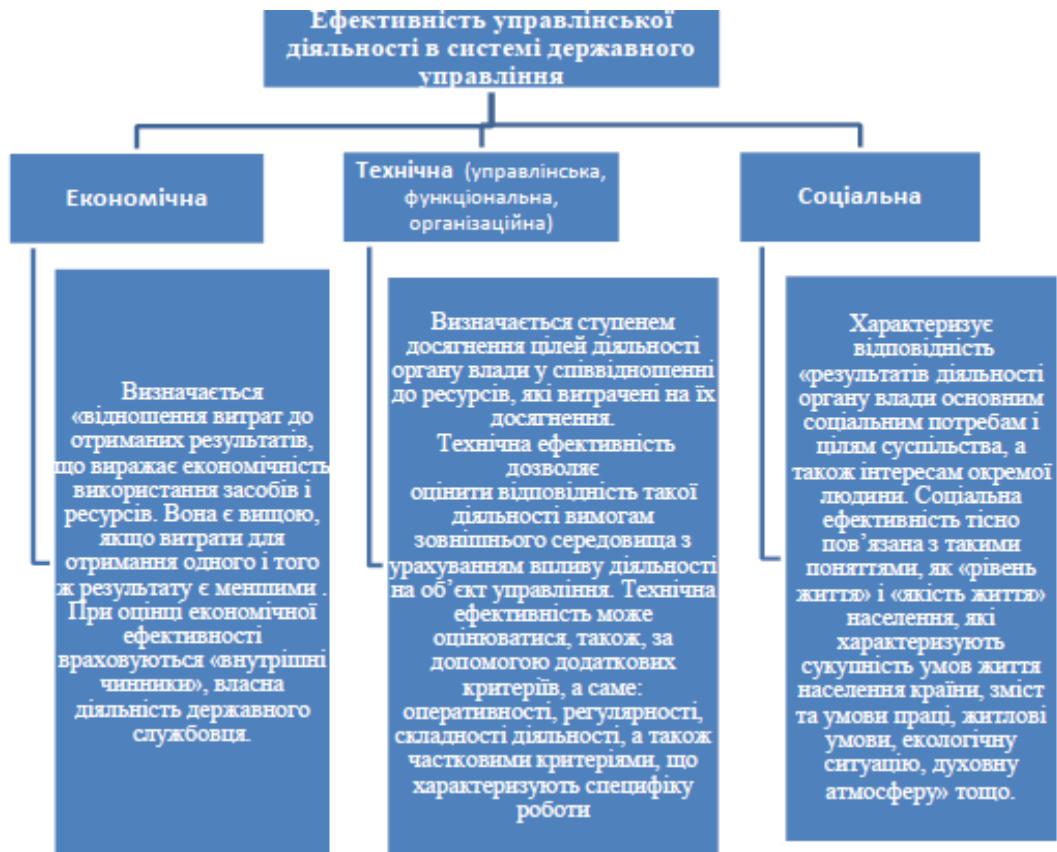 Ефективність управлінської
діяльності в системі державного
управління
Економічна
Технічна (управлінська,
функціональна,
організаційна)
Соціальна
Визначається
«відношення витрат до
отриманих результатів,
що виражає економічність
використання засобів і
ресурсів. Вона є вищою,
якщо витрати для
отримання одного і того
ж результату є меншими .
При оцінці економічної
ефективності
враховуються «внутрішні
чинники», власна
діяльність державного
службовця.
Визначається ступенем
досягнення цілей діяльності
органу влади у співвідношенні
до ресурсів, які витрачені на їх
досягнення.
Технічна ефективність
дозволяє
оцінити відповідність такої
діяльності вимогам
зовнішнього середовища з
урахуванням впливу діяльності
на об’єкт управління. Технічна
ефективність може
оцінюватися, також, за
допомогою додаткових
критеріїв, а саме:
оперативності, регулярності,
складності діяльності, а також
частковими критеріями, що
характеризують специфіку
роботи
Характеризує
відповідність
«результатів діяльності
органу влади основним
соціальним потребам і
цілям суспільства, а
також інтересам окремої
людини. Соціальна
ефективність тісно
пов’язана з такими
поняттями, як «рівень
життя» і «якість життя»
населення, які
характеризують
сукупність умов життя
населення країни, зміст
та умови праці, житлові
умови, екологічну
ситуацію, духовну
атмосферу» тощо.